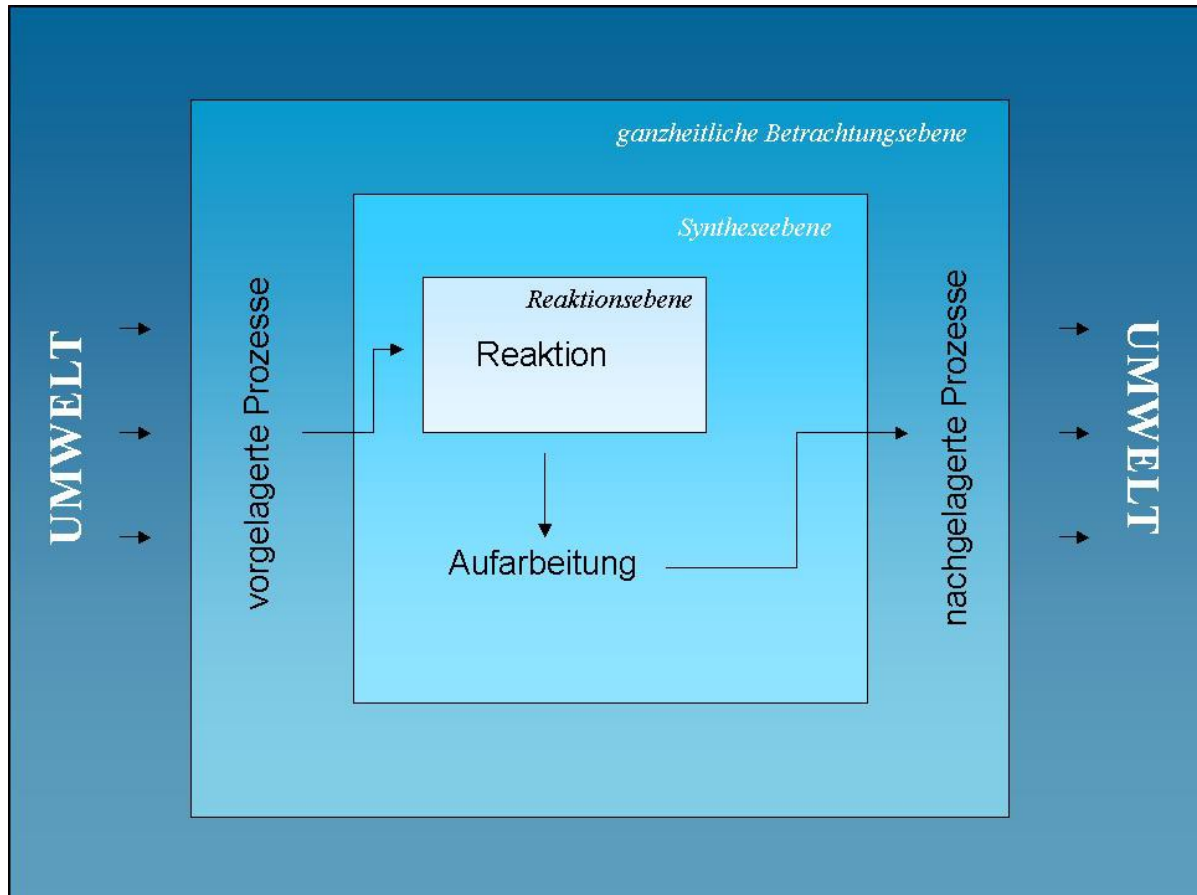 ganzheitliche Betrachtungsebene
Syntheseebene
Reaktionsebene
Reaktion
Aufarbeitung
UMWELT
vorgelagerte Prozesse
nachgelagerte Prozesse
UMWELT